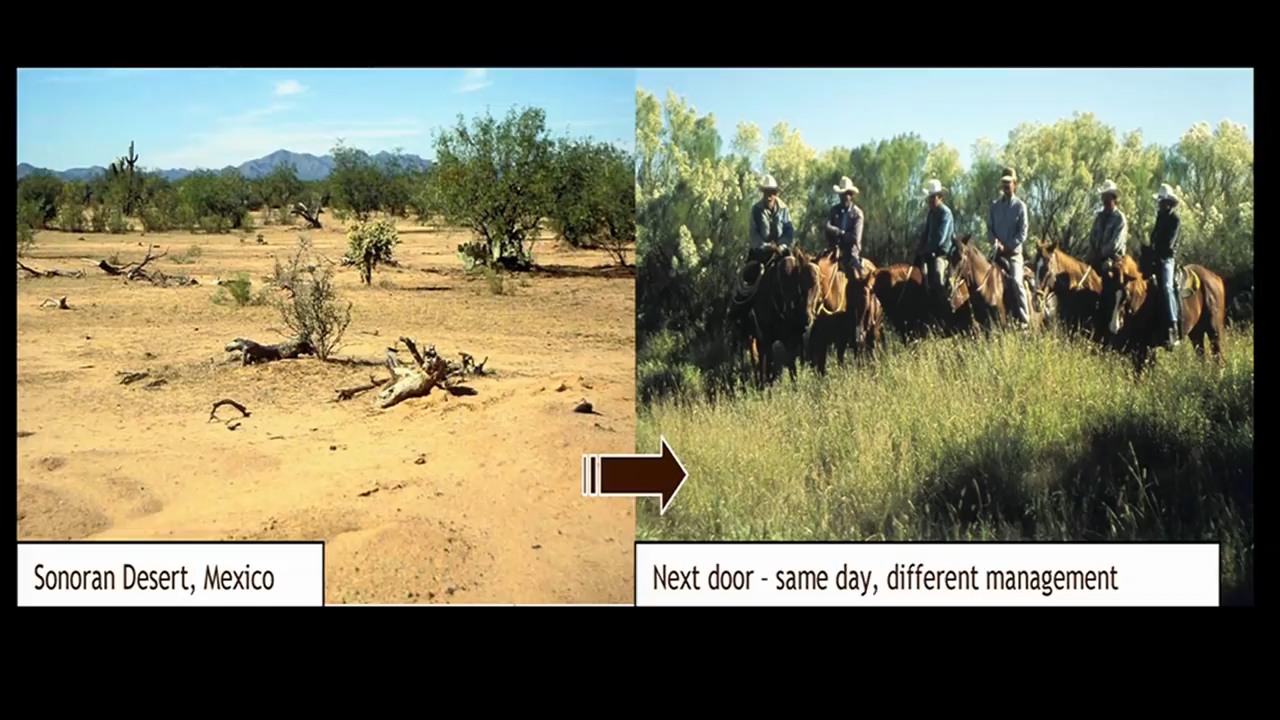 Sonoran Desert, Mexico
Next door - same day, different management